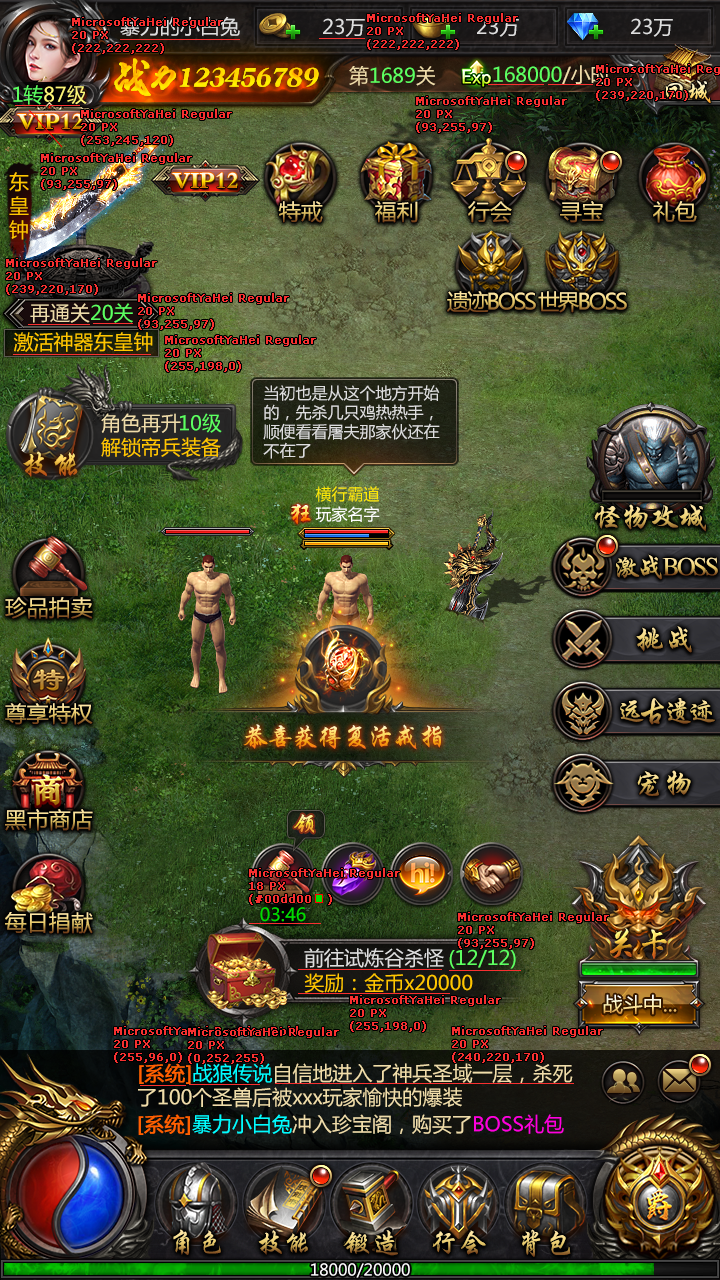 MicrosoftYaHei Regular
20 PX
(222,222,222)
暴力的小白兔
23万
MicrosoftYaHei Regular
20 PX
(222,222,222)
23万
23万
战力123456789
第1689关
Exp168000/小
MicrosoftYaHei Regular
20 PX
(239,220,170)
回城
1转87级
VIP12
MicrosoftYaHei Regular
20 PX
(253,245,120)
MicrosoftYaHei Regular
20 PX
(93,255,97)
MicrosoftYaHei Regular
20 PX
(93,255,97)
东皇钟
VIP12
特戒
福利
行会
寻宝
礼包
MicrosoftYaHei Regular
20 PX
(239,220,170)
遗迹BOSS
世界BOSS
再通关20关
MicrosoftYaHei Regular
20 PX
(93,255,97)
激活神器东皇钟
MicrosoftYaHei Regular
20 PX
(255,198,0)
技能
角色再升10级
解锁帝兵装备
当初也是从这个地方开始
的，先杀几只鸡热热手，
顺便看看屠夫那家伙还在
不在了
横行霸道
狂 玩家名字
怪物攻城
激战BOSS
珍品拍卖
挑战
特
尊享特权
远古遗迹
恭喜获得复活戒指
商
黑市商店
宠物
领
hi!
MicrosoftYaHei Regular
18 PX
(#00dd00)
03:46
每日捐献
MicrosoftYaHei Regular
20 PX
(93,255,97)
关卡
前往试炼谷杀怪 (12/12)
奖励：金币x20000
MicrosoftYaHei Regular
20 PX
(255,198,0)
战斗中...
MicrosoftYa
20 PX
(255,96,0)
MicrosoftYaHei Regular
20 PX
(0,252,255)
MicrosoftYaHei Regular
20 PX
(240,220,170)
[系统]战狼传说自信地进入了神兵圣域一层，杀死
了100个圣兽后被xxx玩家愉快的爆装
[系统]暴力小白兔冲入珍宝阁，购买了BOSS礼包
角色
技能
锻造
行会
背包
爵
18000/20000